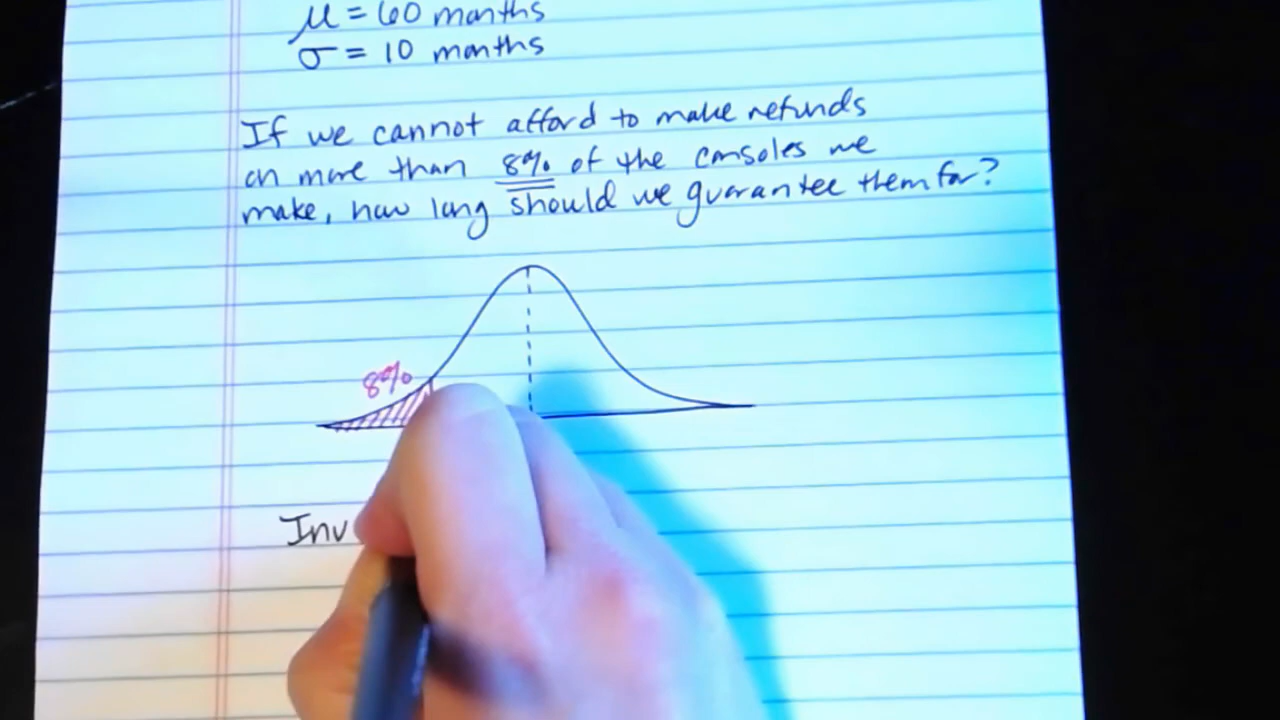 μ = 60 months
σ = 10 months
If we cannot afford to make refunds
on more than 8% of the consoles we
make, how long should we guarantee them for?
8%
Inv